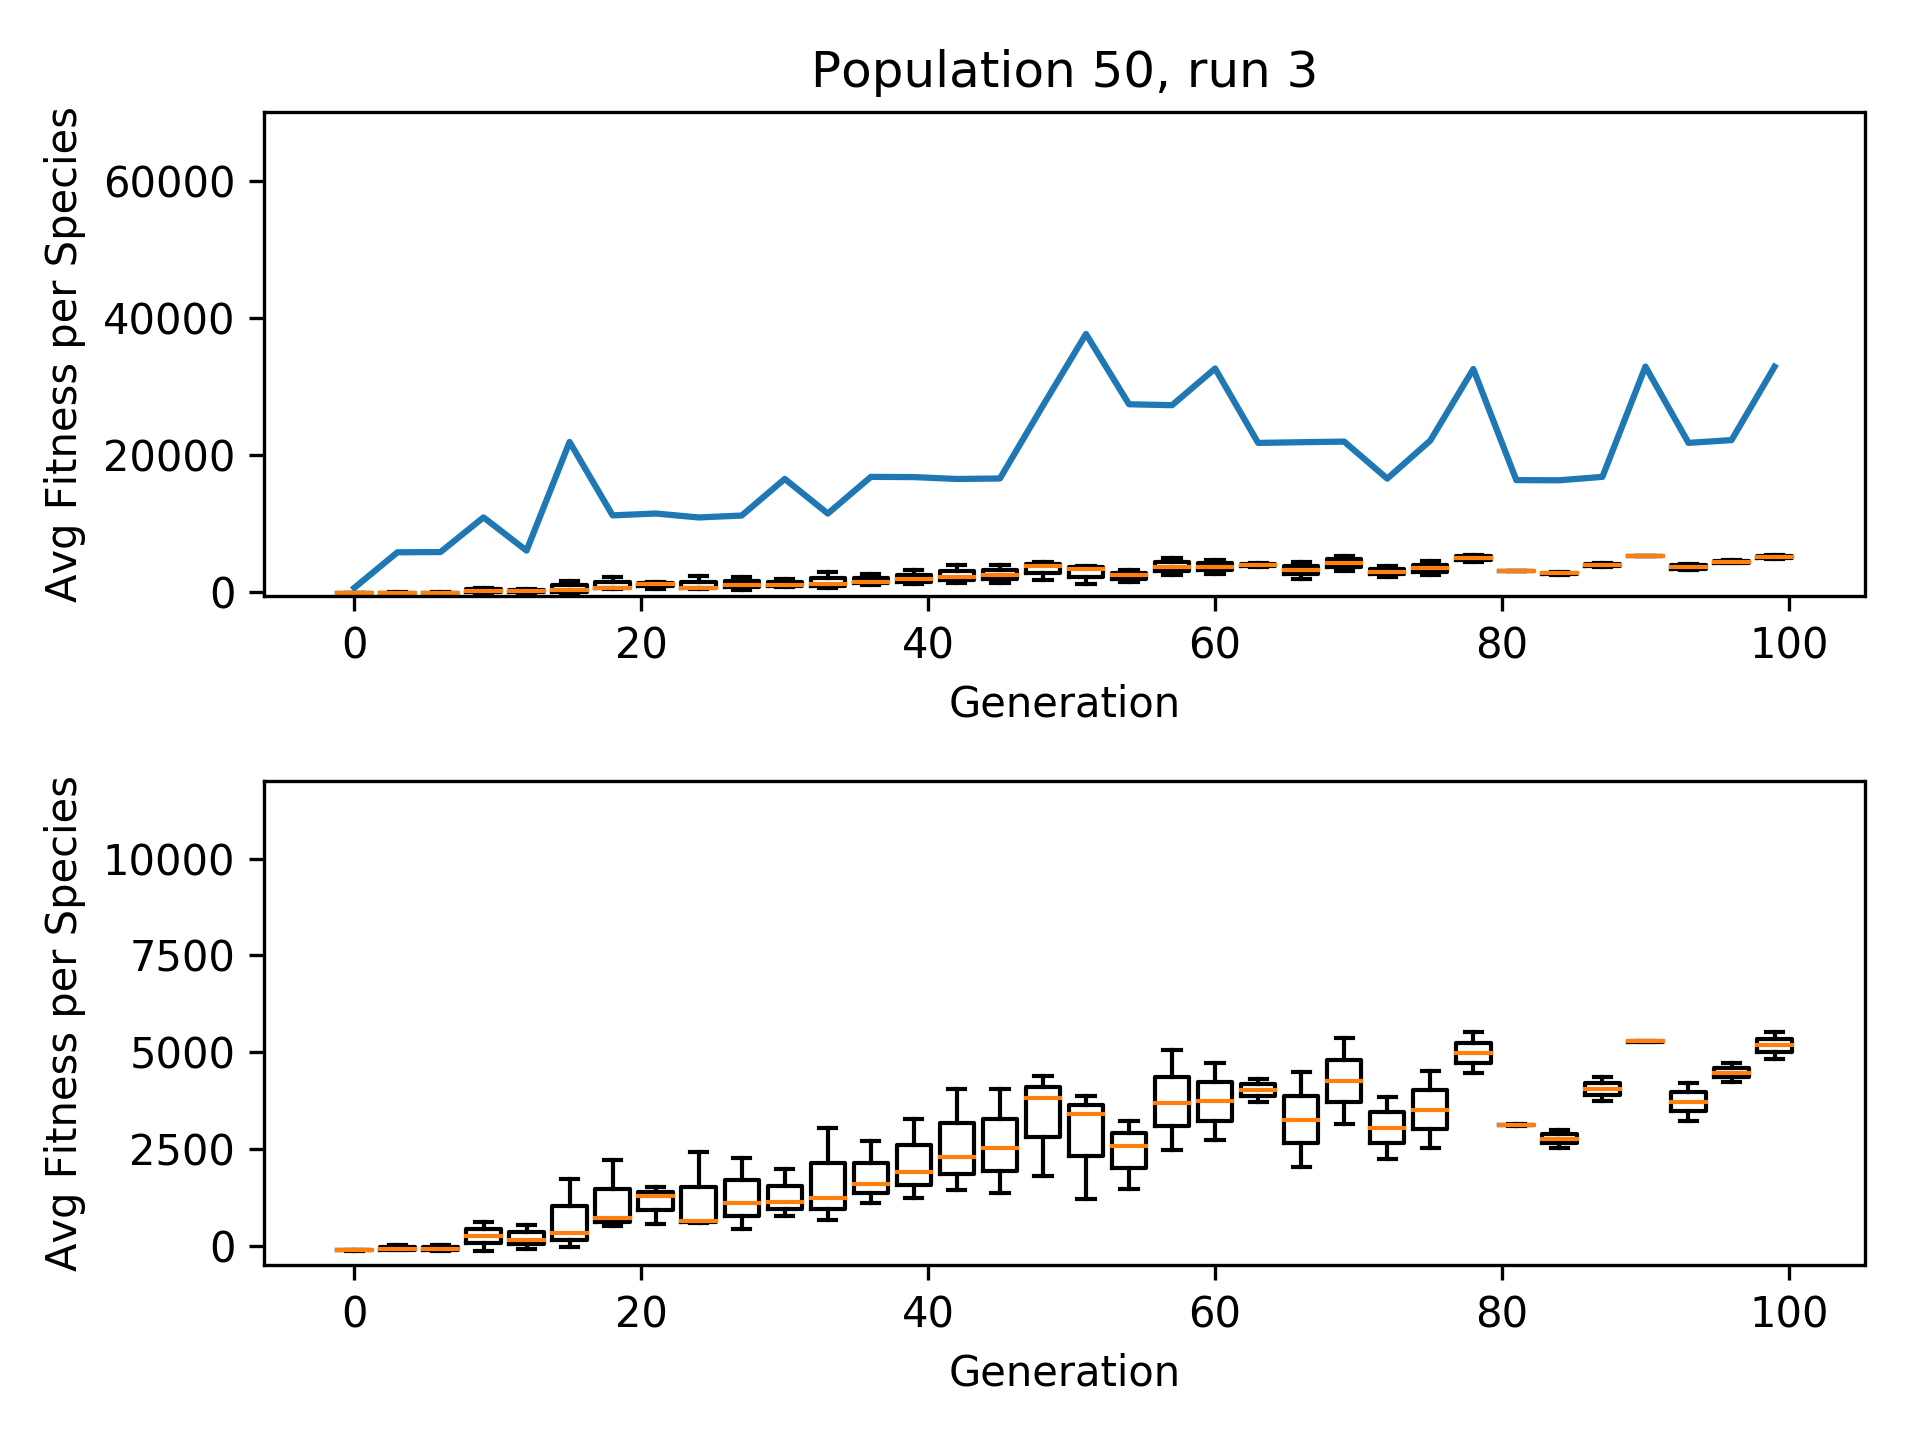 Population 50, run 3
Avg Fitness per Species
60000
40000
20000
0
0 20 40 60 80 100
Generation
Avg Fitness per Species
10000
7500
5000
2500
0
0 20 40 60 80 100
Generation